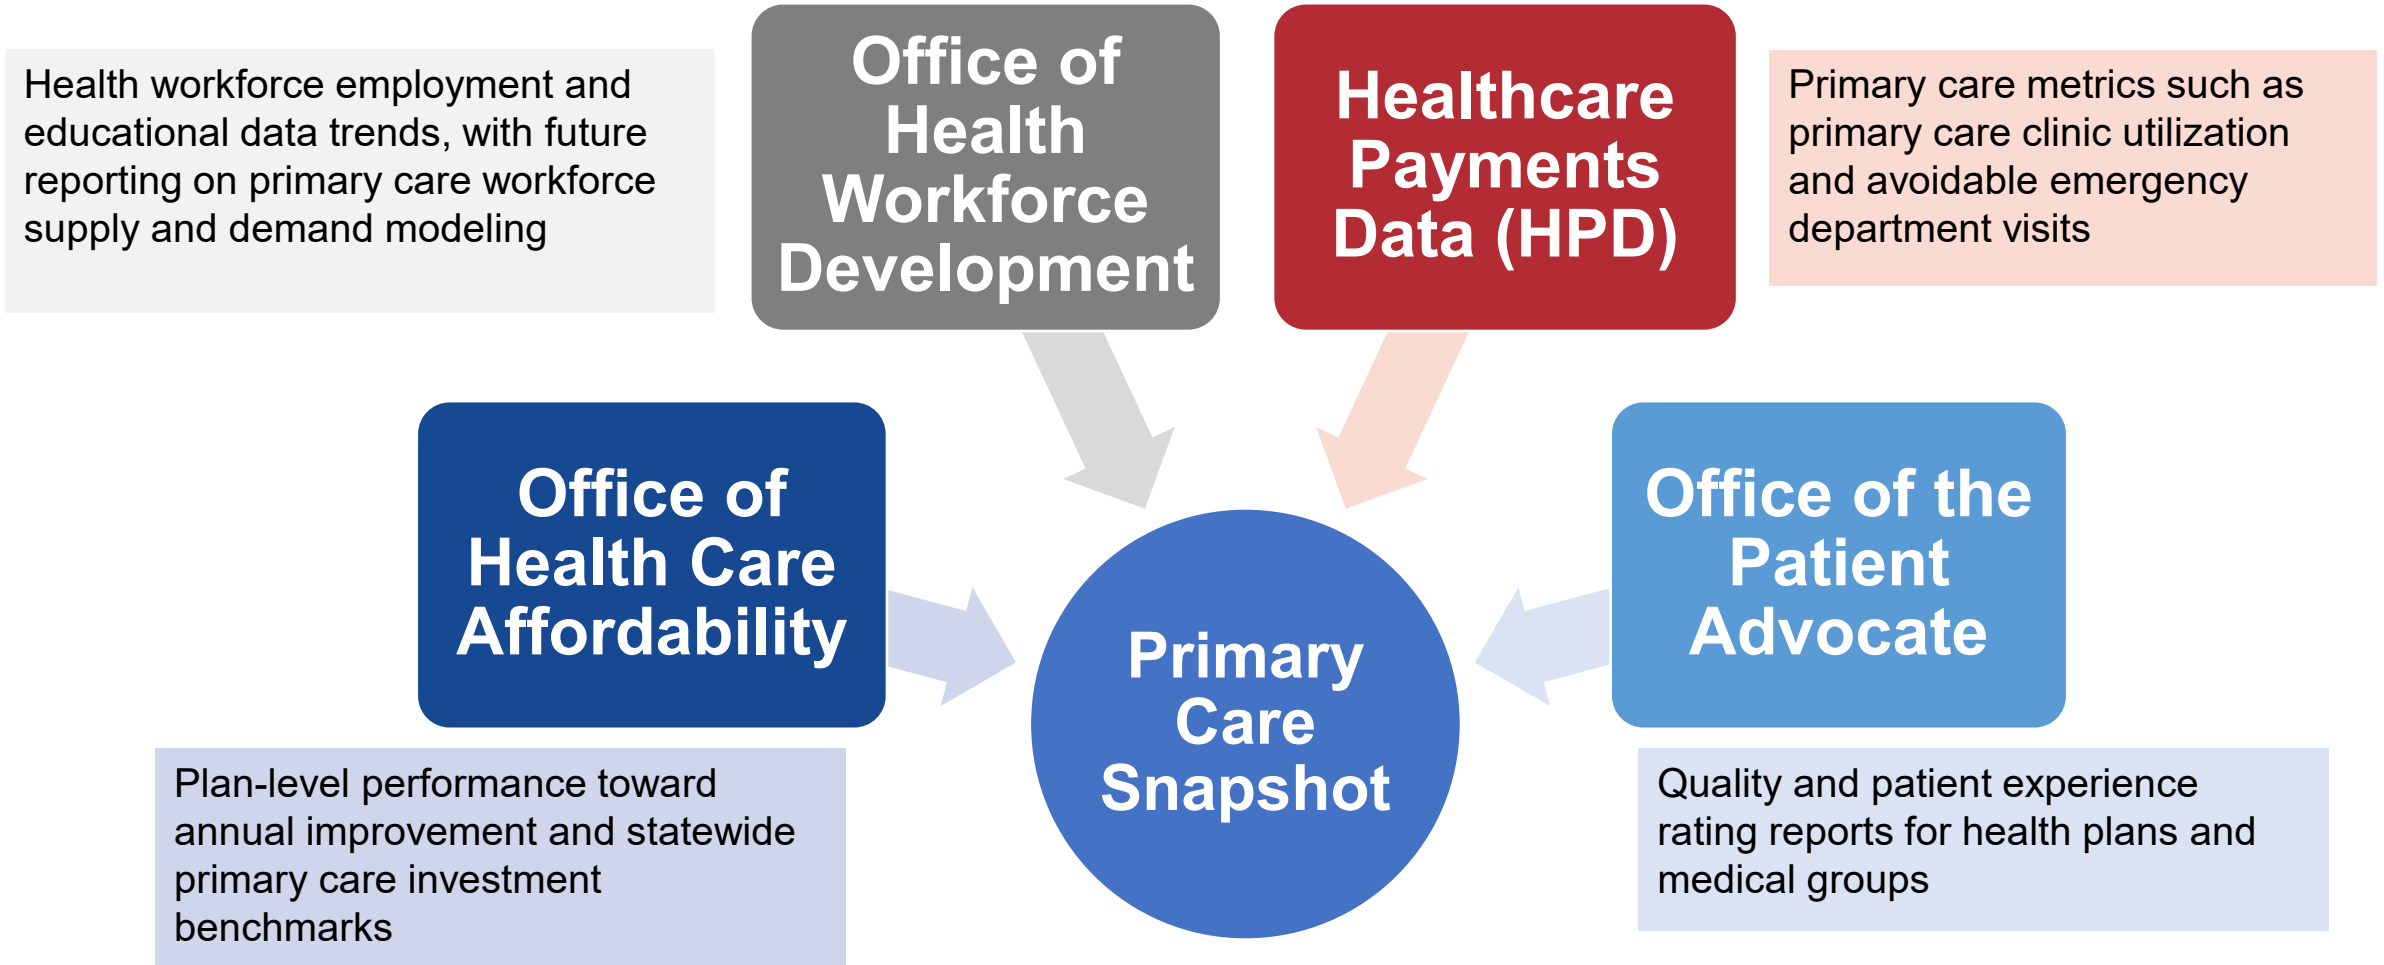 Health workforce employment and
educational data trends, with future
reporting on primary care workforce
supply and demand modeling
Office of
Health
Workforce
Development
Healthcare
Payments
Data (HPD)
Primary care metrics such as
primary care clinic utilization
and avoidable emergency
department visits
Office of
Health Care
Affordability
Plan-level performance toward
annual improvement and statewide
primary care investment
benchmarks
Primary
Care
Snapshot
Office of the
Patient
Advocate
Quality and patient experience
rating reports for health plans and
medical groups